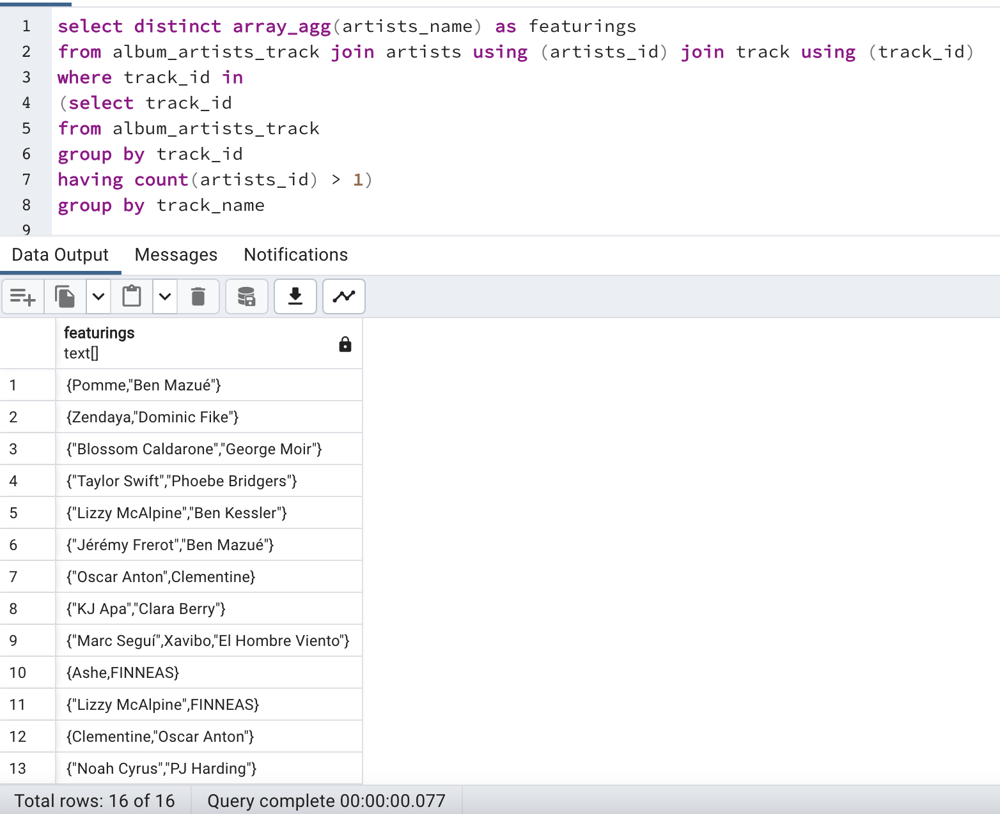 1 select distinct array_agg(artists_name) as featurings
2 from album_artists_track join artists using (artists_id) join track using (track_id)
3 where track_id in
4 (select track_id
5 from album_artists_track
6 group by track_id
7 having count(artists_id) > 1)
8 group by track_name
9
Data Output Messages Notifications
featurings
text[]
1 {Pomme,"Ben Mazué"}
2 {Zendaya,"Dominic Fike"}
3 {"Blossom Caldarone","George Moir"}
4 {"Taylor Swift","Phoebe Bridgers"}
5 {"Lizzy McAlpine","Ben Kessler"}
6 {"Jérémy Frerot","Ben Mazué"}
7 {"Oscar Anton",Clementine}
8 {"KJ Apa","Clara Berry"}
9 {"Marc Seguí",Xavibo,"El Hombre Viento"}
10 {Ashe,FINNEAS}
11 {"Lizzy McAlpine",FINNEAS}
12 {Clementine,"Oscar Anton"}
13 {"Noah Cyrus","PJ Harding"}
Total rows: 16 of 16 Query complete 00:00:00.077